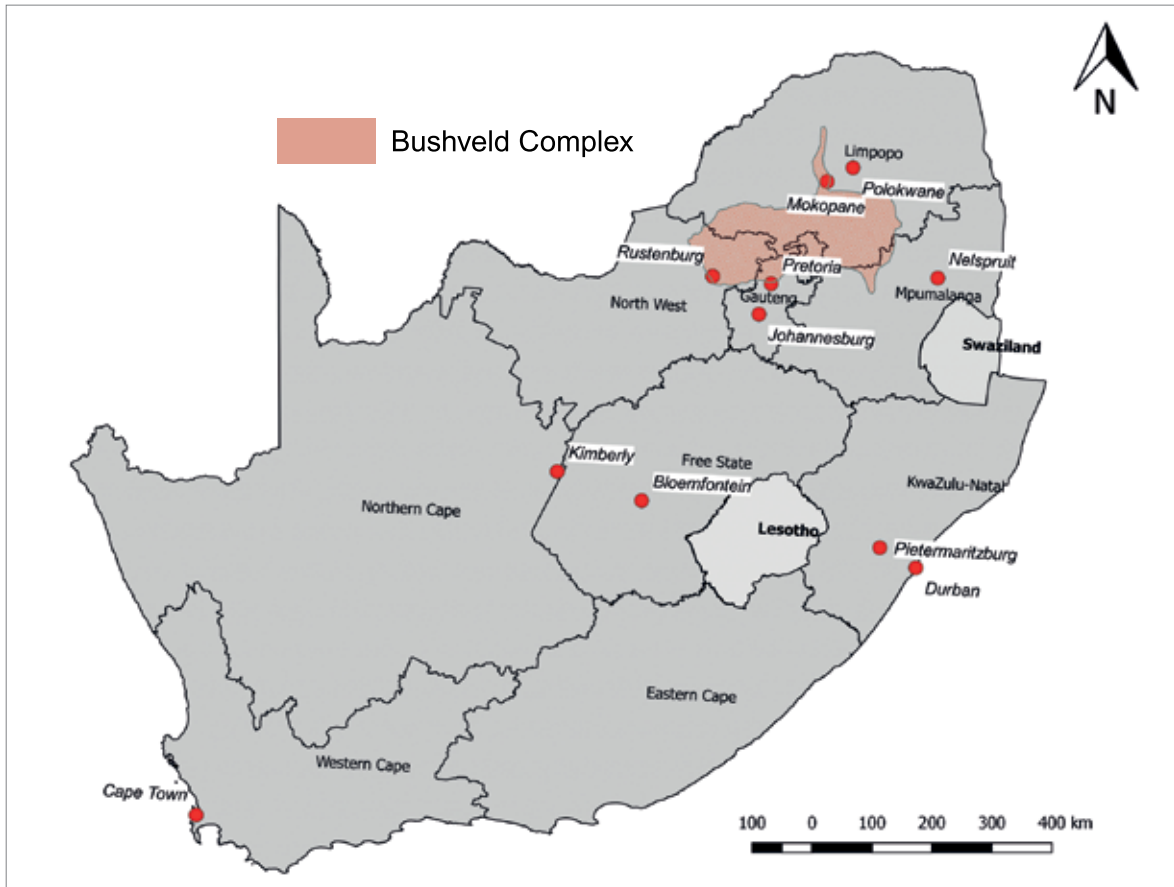 N
Bushveld Complex
Limpopo
Polokwane
Mokopane
Rustenburg
Pretoria
Nelspruit
North West
Gauteng
Mpumalanga
Johannesburg
Swaziland
Kimberly
Free State
Bloemfontein
KwaZulu-Natal
Northern Cape
Lesotho
Pietermaritzburg
Durban
Eastern Cape
Western Cape
Cape Town
100 0 100 200 300 400 km